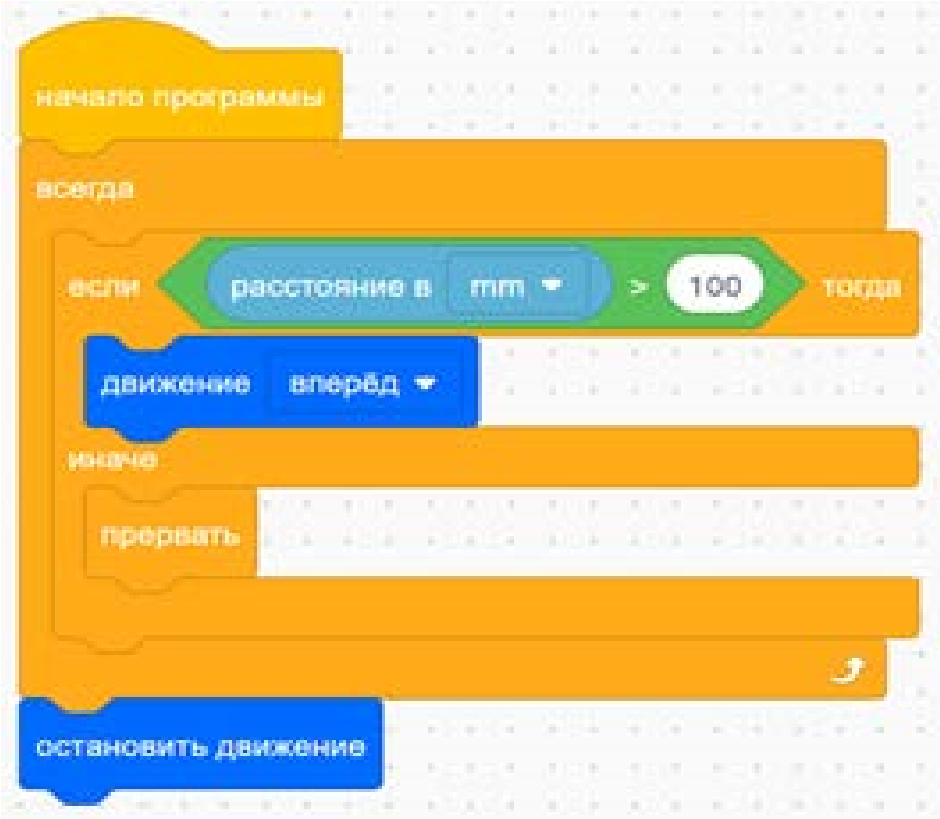 начало программы
всегда
если расстояние в mm > 100 тогда
движение вперёд
иначе
прервать
остановить движение